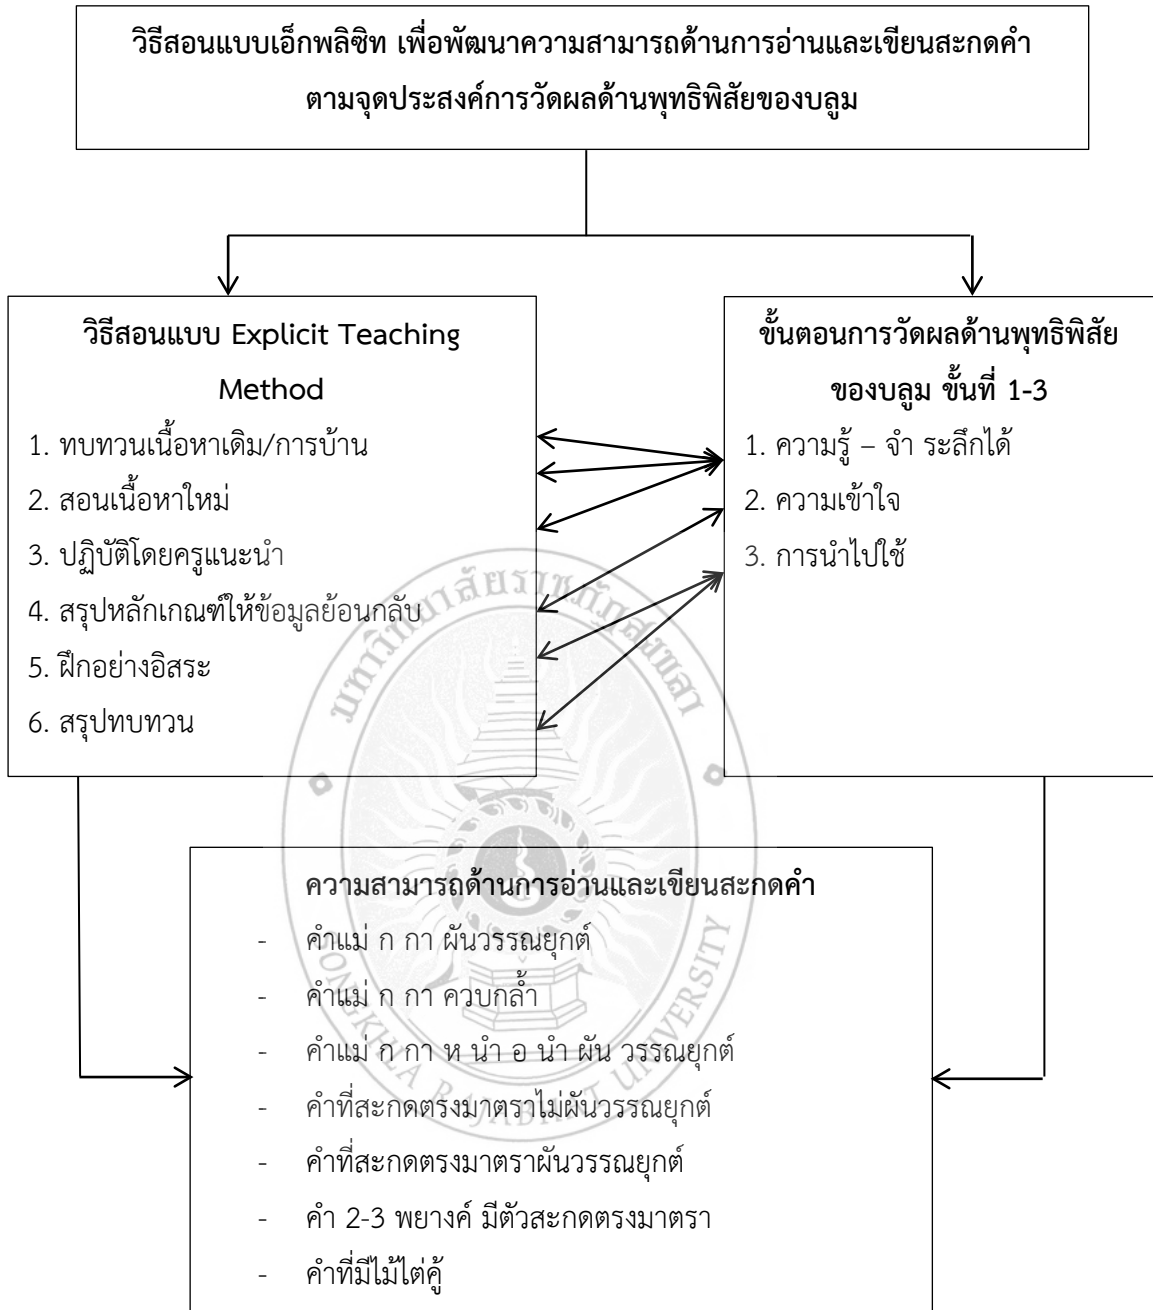 วิธีสอนแบบเอ็กพลิซิท เพื่อพัฒนาความสามารถด้านการอ่านและเขียนสะกดคำ
ตามจุดประสงค์การวัดผลด้านพุทธิพิสัยของบลูม
วิธีสอนแบบ Explicit Teaching
Method
1. ทบทวนเนื้อหาเดิม/การบ้าน
2. สอนเนื้อหาใหม่
3. ปฏิบัติโดยครูแนะนำ
4. สรุปหลักเกณฑ์ให้ข้อมูลย้อนกลับ
5. ฝึกอย่างอิสระ
6. สรุปทบทวน
ขั้นตอนการวัดผลด้านพุทธิพิสัย
ของบลูม ขั้นที่ 1-3
1. ความรู้ – จำ ระลึกได้
2. ความเข้าใจ
3. การนำไปใช้
มหาวิทยาลัยราชภัฏสงขลา
SONGKHLA RAJABHAT UNIVERSITY
ความสามารถด้านการอ่านและเขียนสะกดคำ
- คำแม่ ก กา ผันวรรณยุกต์
- คำแม่ ก กา ควบกล้ำ
- คำแม่ ก กา ห นำ อ นำ ผัน วรรณยุกต์
- คำที่สะกดตรงมาตราไม่ผันวรรณยุกต์
- คำที่สะกดตรงมาตราผันวรรณยุกต์
- คำ 2-3 พยางค์ มีตัวสะกดตรงมาตรา
- คำที่มีไม้ไต่คู้